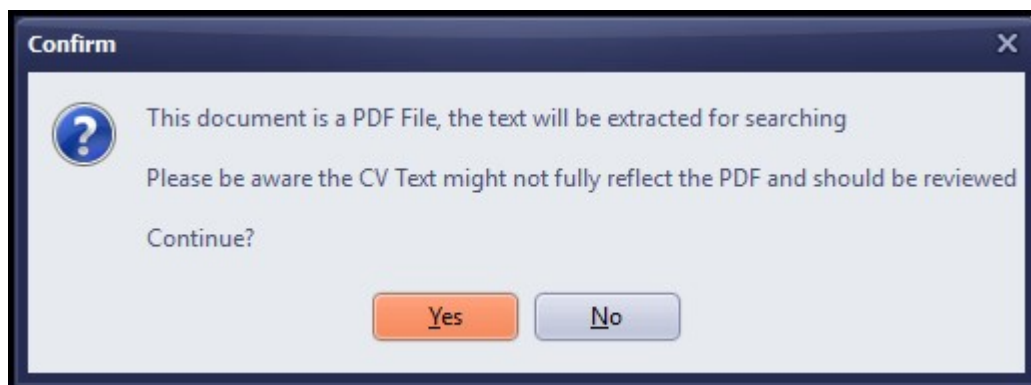 Confirm
This document is a PDF File, the text will be extracted for searching
Please be aware the CV Text might not fully reflect the PDF and should be reviewed
Continue?
Yes
No